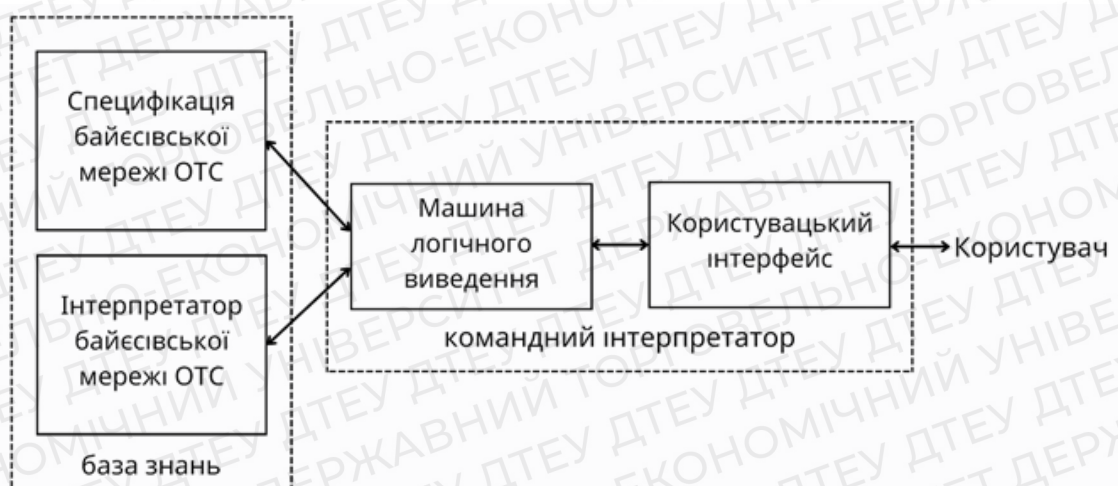 Специфікація
байєсівської
мережі ОТС
Інтерпретатор
байєсівської
мережі ОТС
база знань
Машина
логічного
виведення
Користувацький
інтерфейс
командний інтерпретатор
Користувач